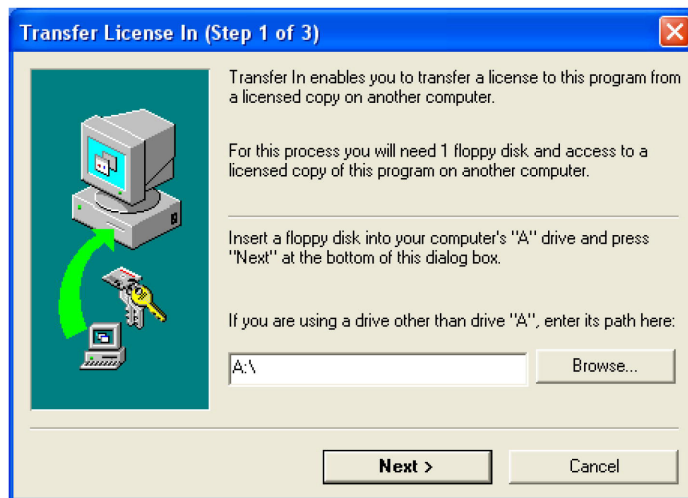 Transfer License In (Step 1 of 3)
Transfer In enables you to transfer a license to this program from
a licensed copy on another computer.
For this process you will need 1 floppy disk and access to a
licensed copy of this program on another computer.
Insert a floppy disk into your computer's "A" drive and press
"Next" at the bottom of this dialog box.
If you are using a drive other than drive "A", enter its path here:
A:\
Browse...
Next >
Cancel